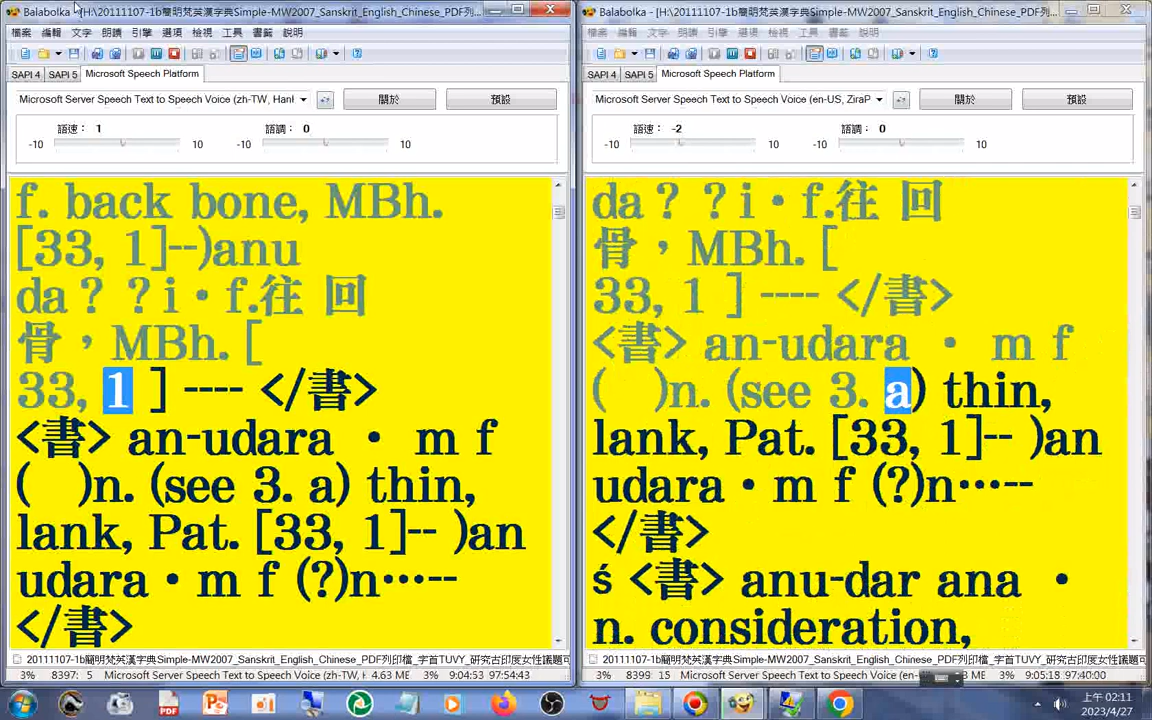 Balabolka - [H:\20111107-1b簡明梵英漢字典Simple-MW2007_Sanskrit_English_Chinese_PDF列...
檔案 編輯 文字 朗讀 引擎 選項 檢視 工具 書籤 說明
SAPI 4 SAPI 5 Microsoft Speech Platform
Microsoft Server Speech Text to Speech Voice (zh-TW, Hanl 關於 預設
語速: 1 語調: 0
-10 10 -10 10
f. back bone, MBh.
[33, 1]--)anu
da？ ？i‧f.往 回
骨，MBh. [
33, 1 ] ---- </書>
<書> an-udara ‧ m f
( )n. (see 3. a) thin,
lank, Pat. [33, 1]-- )an
udara‧m f (?)n…--
</書>
20111107-1b簡明梵英漢字典Simple-MW2007_Sanskrit_English_Chinese_PDF列印檔_字首TUVY_研究古印度女性議題可
3% 8397: 5 Microsoft Server Speech Text to Speech Voice (zh-TW, H 4.63 ME 3% 9:04:53 97:54:43
Balabolka - [H:\20111107-1b簡明梵英漢字典Simple-MW2007_Sanskrit_English_Chinese_PDF列...
檔案 編輯 文字 朗讀 引擎 選項 檢視 工具 書籤 說明
SAPI 4 SAPI 5 Microsoft Speech Platform
Microsoft Server Speech Text to Speech Voice (en-US, ZiraP 關於 預設
語速: -2 語調: 0
-10 10 -10 10
da？ ？i‧f.往 回
骨，MBh. [
33, 1 ] ---- </書>
<書> an-udara ‧ m f
( )n. (see 3. a) thin,
lank, Pat. [33, 1]-- )an
udara‧m f (?)n…--
</書>
ś <書> anu-dar ana ‧
n. consideration,
20111107-1b簡明梵英漢字典Simple-MW2007_Sanskrit_English_Chinese_PDF列印檔_字首TUVY_研究古印度女性議題可
3% 8399: 15 Microsoft Server Speech Text to Speech Voice (en-US, Z ME 3% 9:05:18 97:40:00
上午 02:11
2023/4/27